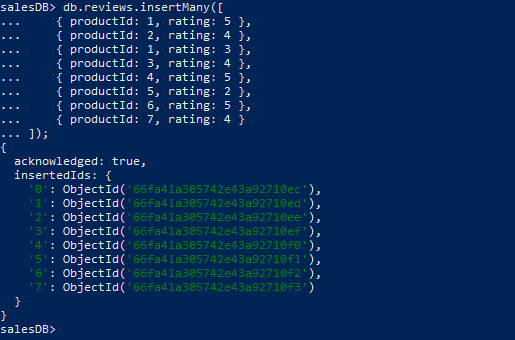 salesDB> db.reviews.insertMany([
...     { productId: 1, rating: 5 },
...     { productId: 2, rating: 4 },
...     { productId: 1, rating: 3 },
...     { productId: 3, rating: 4 },
...     { productId: 4, rating: 5 },
...     { productId: 5, rating: 2 },
...     { productId: 6, rating: 5 },
...     { productId: 7, rating: 4 }
... ]);
{
  acknowledged: true,
  insertedIds: {
    '0': ObjectId('66fa41a305742e43a92710ec'),
    '1': ObjectId('66fa41a305742e43a92710ed'),
    '2': ObjectId('66fa41a305742e43a92710ee'),
    '3': ObjectId('66fa41a305742e43a92710ef'),
    '4': ObjectId('66fa41a305742e43a92710f0'),
    '5': ObjectId('66fa41a305742e43a92710f1'),
    '6': ObjectId('66fa41a305742e43a92710f2'),
    '7': ObjectId('66fa41a305742e43a92710f3')
  }
}
salesDB>